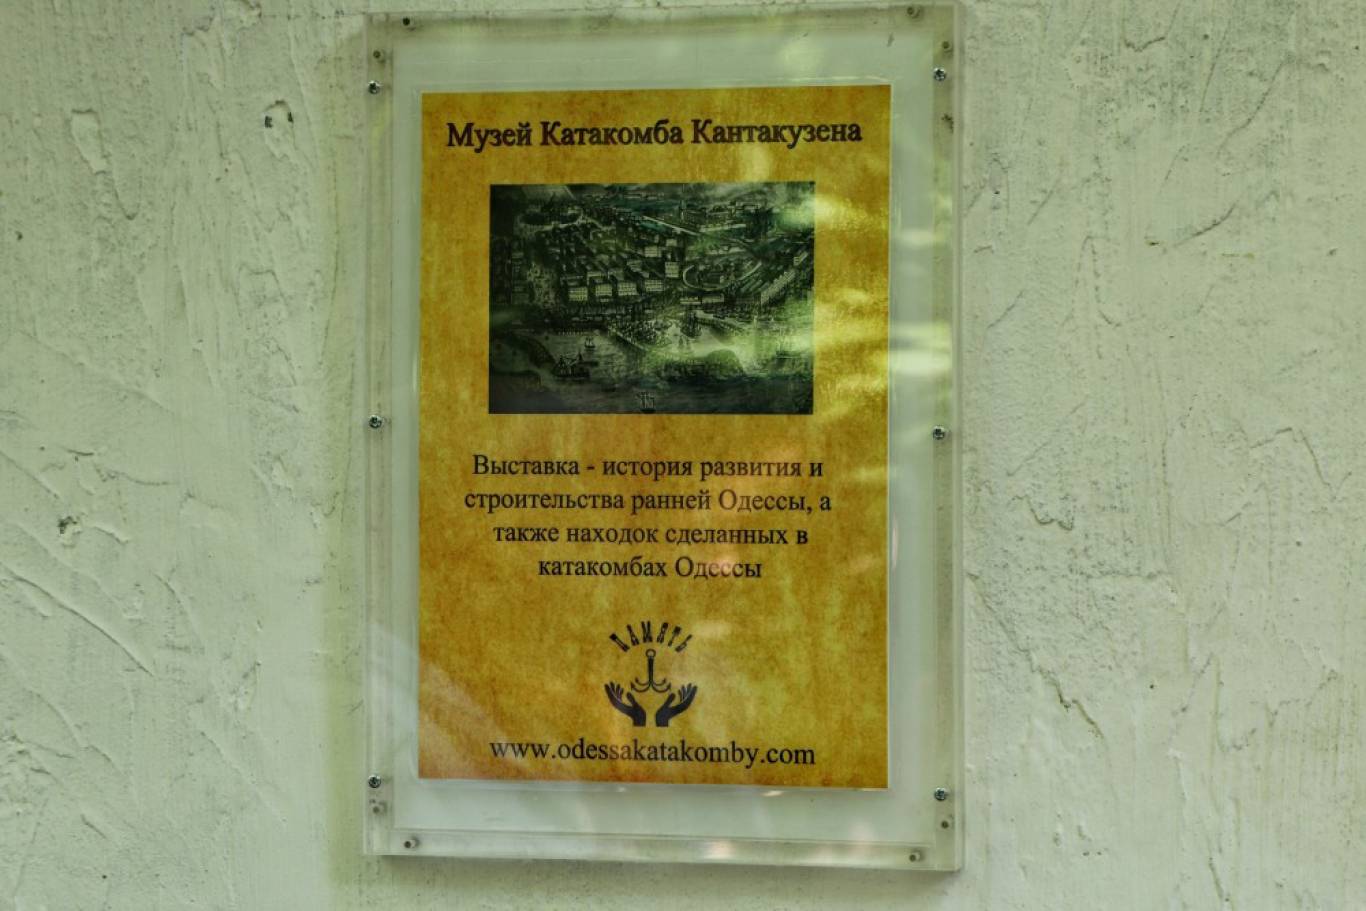 Музей Катакомба Кантакузена
Выставка - история развития и
строительства ранней Одессы, а
также находок сделанных в
катакомбах Одессы
ПАМЯТЬ
www.odessakatakomby.com